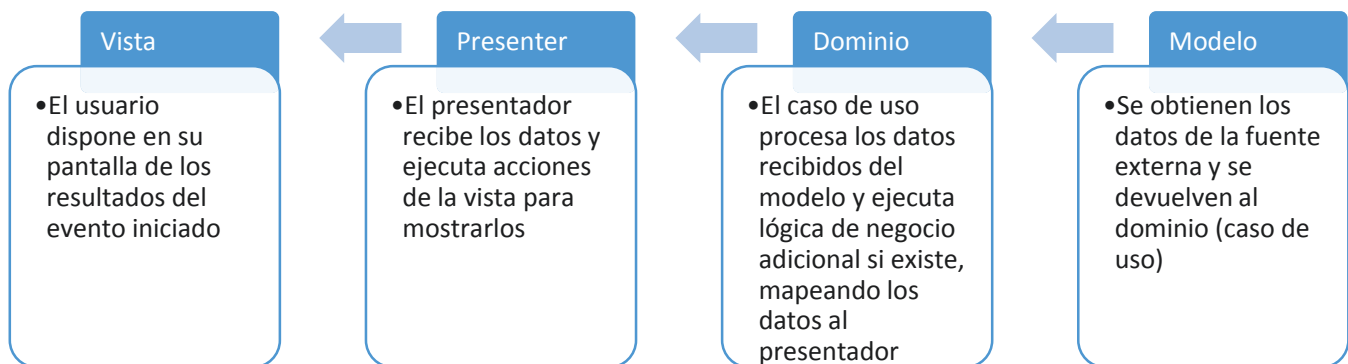 Vista
•El usuario
dispone en su
pantalla de los
resultados del
evento iniciado
Presenter
•El presentador
recibe los datos y
ejecuta acciones
de la vista para
mostrarlos
Dominio
•El caso de uso
procesa los datos
recibidos del
modelo y ejecuta
lógica de negocio
adicional si existe,
mapeando los
datos al
presentador
Modelo
•Se obtienen los
datos de la fuente
externa y se
devuelven al
dominio (caso de
uso)